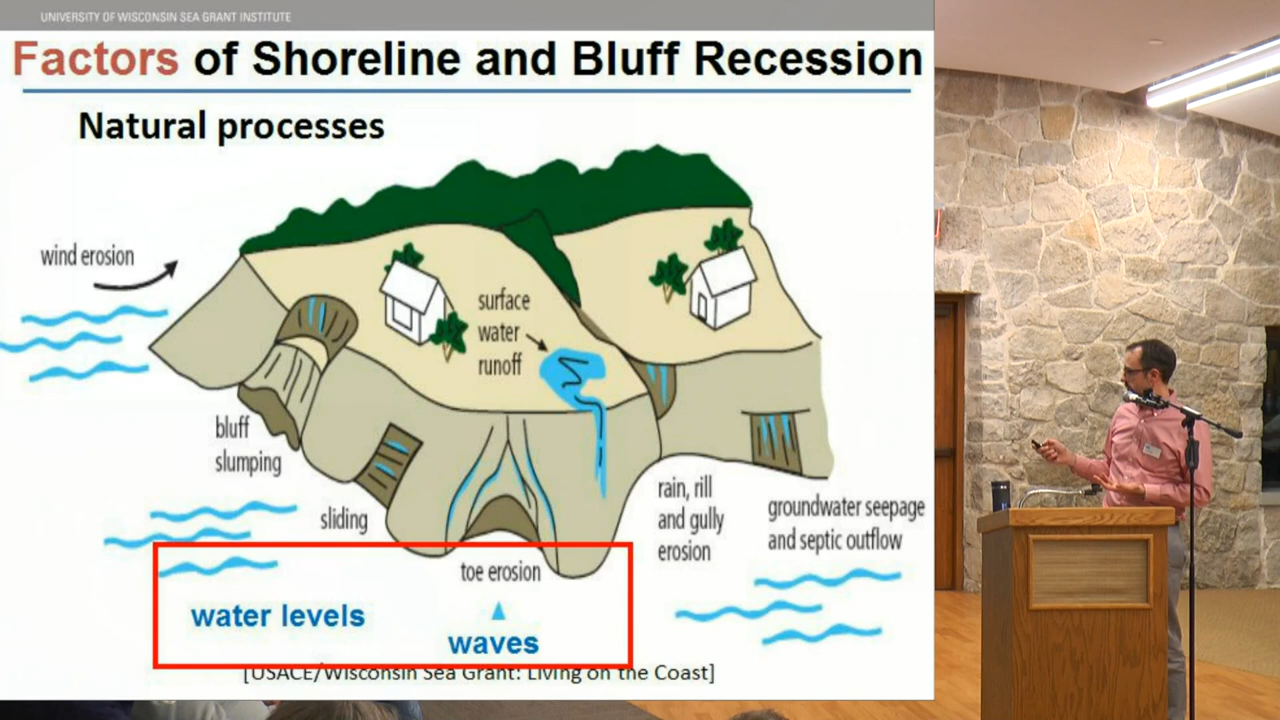 UNIVERSITY OF WISCONSIN SEA GRANT INSTITUTE
Factors of Shoreline and Bluff Recession
Natural processes
wind erosion
surface
water
runoff
bluff
slumping
sliding
rain, rill
and gully
erosion
groundwater seepage
and septic outflow
toe erosion
water levels
waves
[USACE/Wisconsin Sea Grant: Living on the Coast]